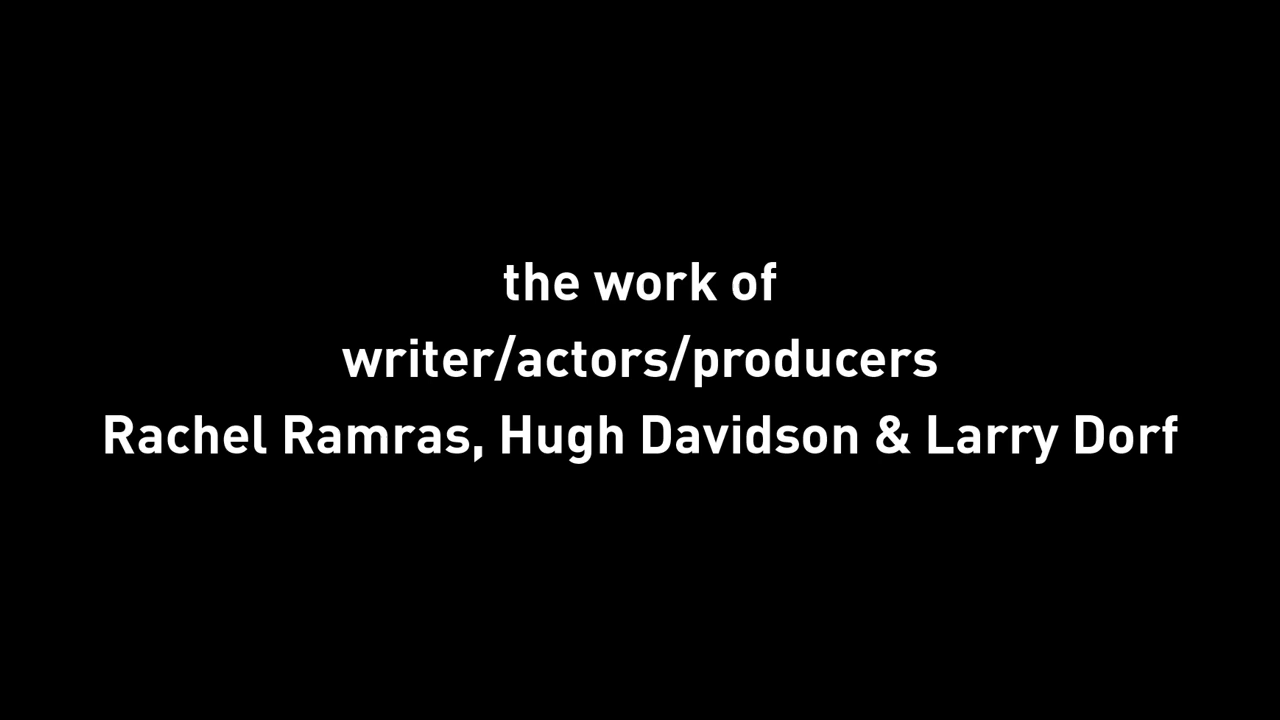 the work of
writer/actors/producers
Rachel Ramras, Hugh Davidson & Larry Dorf